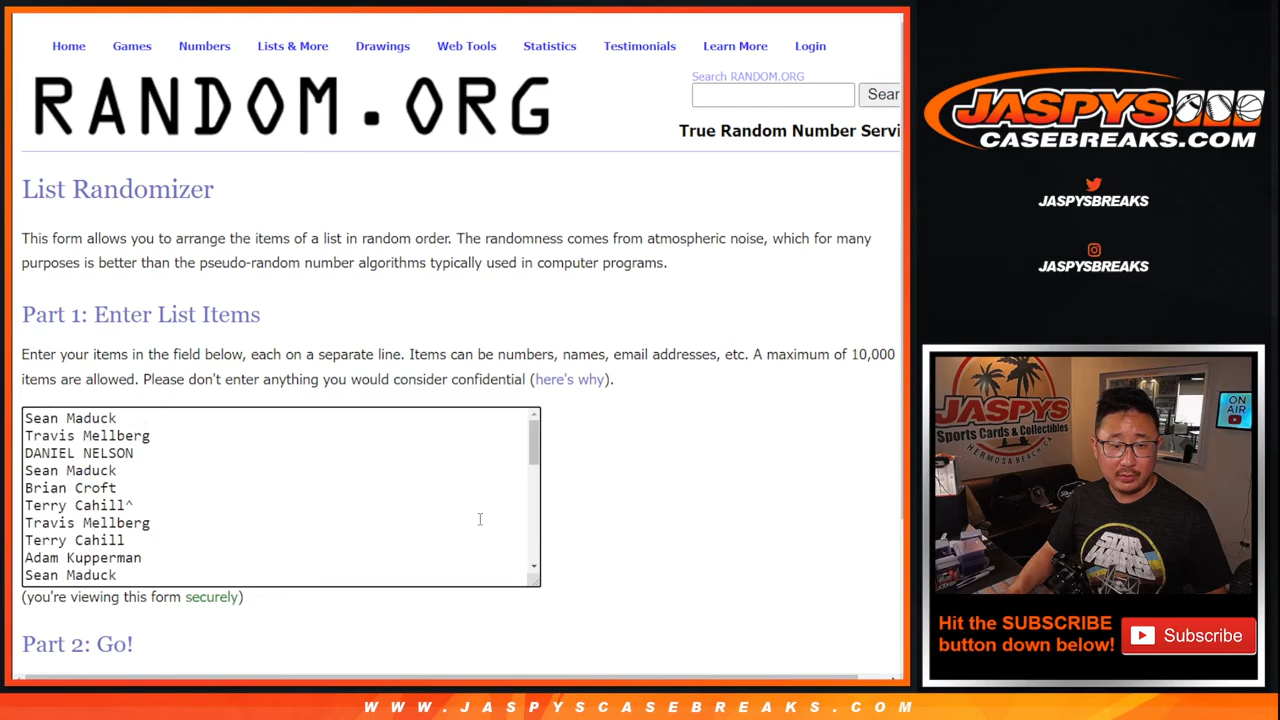 Home Games Numbers Lists & More Drawings Web Tools Statistics Testimonials Learn More Login
RANDOM.ORG
Search RANDOM.ORG
Sear
True Random Number Servi
List Randomizer
This form allows you to arrange the items of a list in random order. The randomness comes from atmospheric noise, which for many
purposes is better than the pseudo-random number algorithms typically used in computer programs.
Part 1: Enter List Items
Enter your items in the field below, each on a separate line. Items can be numbers, names, email addresses, etc. A maximum of 10,000
items are allowed. Please don't enter anything you would consider confidential (here's why).
Sean Maduck
Travis Mellberg
DANIEL NELSON
Sean Maduck
Brian Croft
Terry Cahill^
Travis Mellberg
Terry Cahill
Adam Kupperman
Sean Maduck
(you're viewing this form securely)
Part 2: Go!
JASPYS
CASEBREAKS.COM
JASPYSBREAKS
JASPYSBREAKS
JASPYS
Sports Cards & Collectibles
HERMOSA BEACH CA
ON
AIR
STAR
WARS
Hit the SUBSCRIBE
button down below!
Subscribe
WWW.JASPYSCASEBREAKS.COM